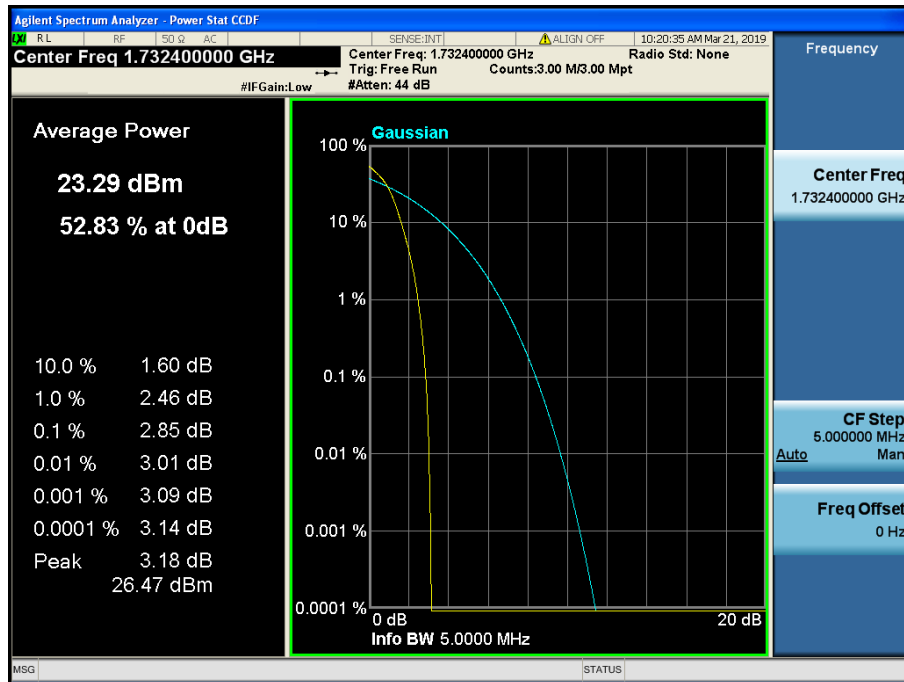 Agilent Spectrum Analyzer - Power Stat CCDF
LXI RL RF 50 Ω AC SENSE:INT ALIGN OFF 10:20:35 AM Mar 21, 2019
Center Freq 1.732400000 GHz
Center Freq: 1.732400000 GHz Radio Std: None
Trig: Free Run Counts:3.00 M/3.00 Mpt
#IFGain:Low #Atten: 44 dB
Frequency
Average Power
23.29 dBm
52.83 % at 0dB
10.0 % 1.60 dB
1.0 % 2.46 dB
0.1 % 2.85 dB
0.01 % 3.01 dB
0.001 % 3.09 dB
0.0001 % 3.14 dB
Peak 3.18 dB
26.47 dBm
Gaussian
100 %
10 %
1 %
0.1 %
0.01 %
0.001 %
0.0001 %
0 dB 20 dB
Info BW 5.0000 MHz
Center Freq
1.732400000 GHz
CF Step
5.000000 MHz
Auto Man
Freq Offset
0 Hz
MSG STATUS